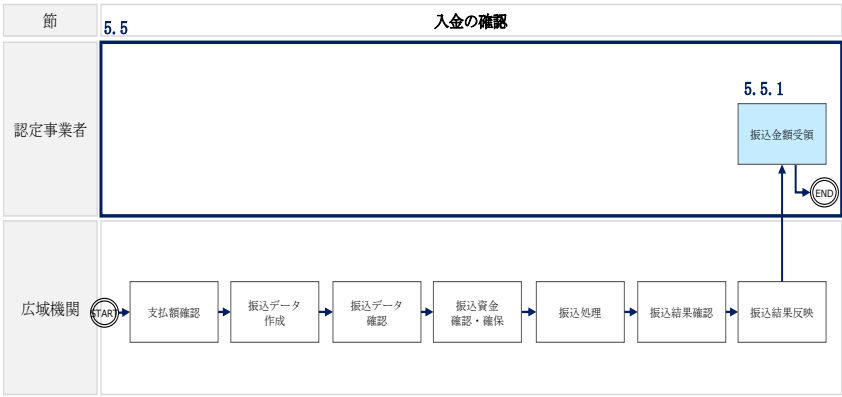 節
5.5
入金の確認
認定事業者
5.5.1
振込金額受領
END
広域機関
START
支払額確認
振込データ
作成
振込データ
確認
振込資金
確認・確保
振込処理
振込結果確認
振込結果反映